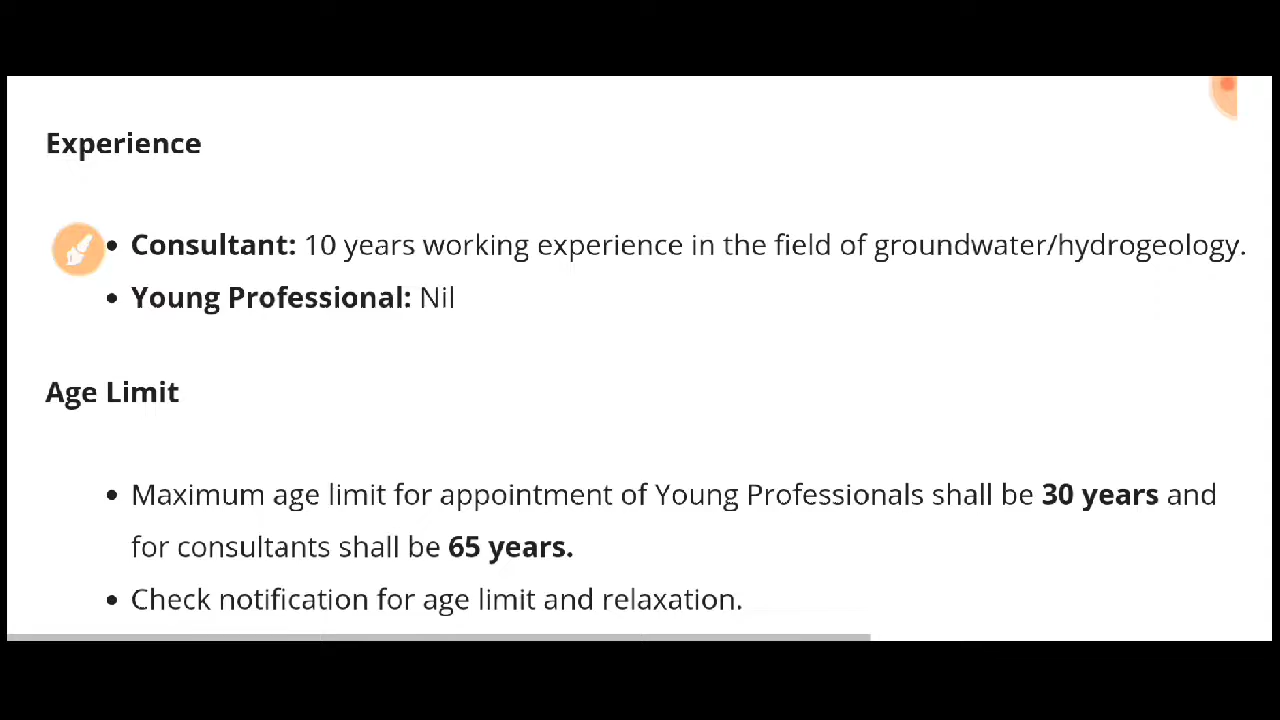 Experience
• Consultant: 10 years working experience in the field of groundwater/hydrogeology.
• Young Professional: Nil
Age Limit
• Maximum age limit for appointment of Young Professionals shall be 30 years and
for consultants shall be 65 years.
• Check notification for age limit and relaxation.